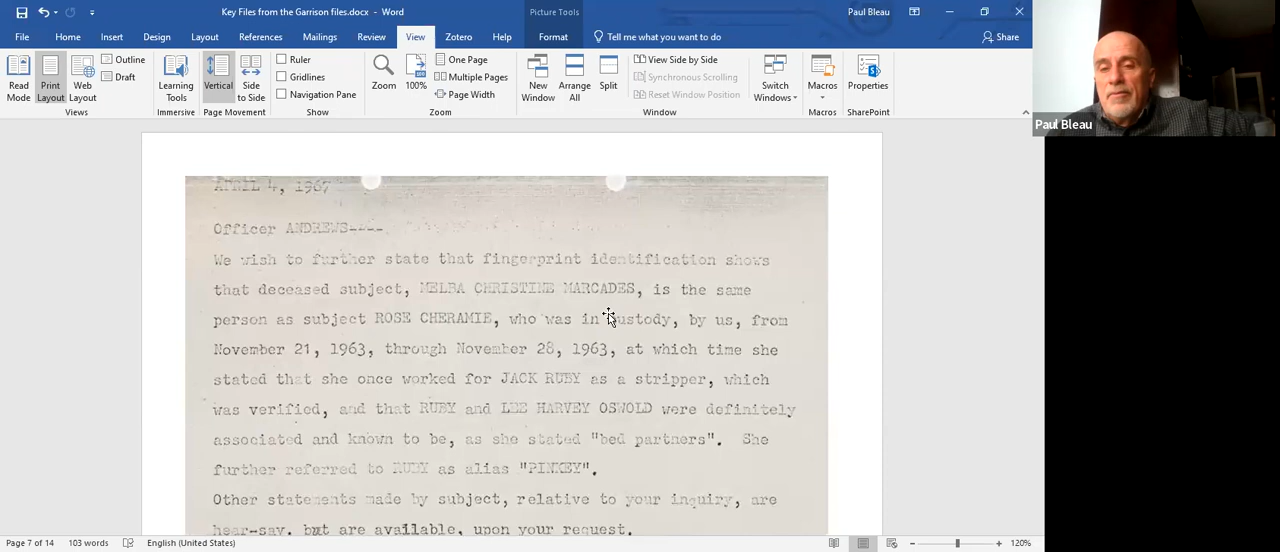 Key Files from the Garrison files.docx - Word
Picture Tools
Paul Bleau
File Home Insert Design Layout References Mailings Review View Zotero Help Format Tell me what you want to do Share
Read Mode
Print Layout
Web Layout
Outline
Draft
Views
Learning Tools
Immersive
Vertical
Side to Side
Page Movement
Ruler
Gridlines
Navigation Pane
Show
Zoom
100%
One Page
Multiple Pages
Page Width
Zoom
New Window
Arrange All
Split
View Side by Side
Synchronous Scrolling
Reset Window Position
Window
Switch Windows
Macros
Macros
Properties
SharePoint
Paul Bleau
APRIL 4, 1967
Officer ANDREWS----
We wish to further state that fingerprint identification shows
that deceased subject, MELBA CHRISTINE MARCADES, is the same
person as subject ROSE CHERAMIE, who was in custody, by us, from
November 21, 1963, through November 28, 1963, at which time she
stated that she once worked for JACK RUBY as a stripper, which
was verified, and that RUBY and LEE HARVEY OSWOLD were definitely
associated and known to be, as she stated "bed partners". She
further referred to RUBY as alias "PINKEY".
Other statements made by subject, relative to your inquiry, are
hear-say, but are available, upon your request.
Page 7 of 14 103 words English (United States) 120%